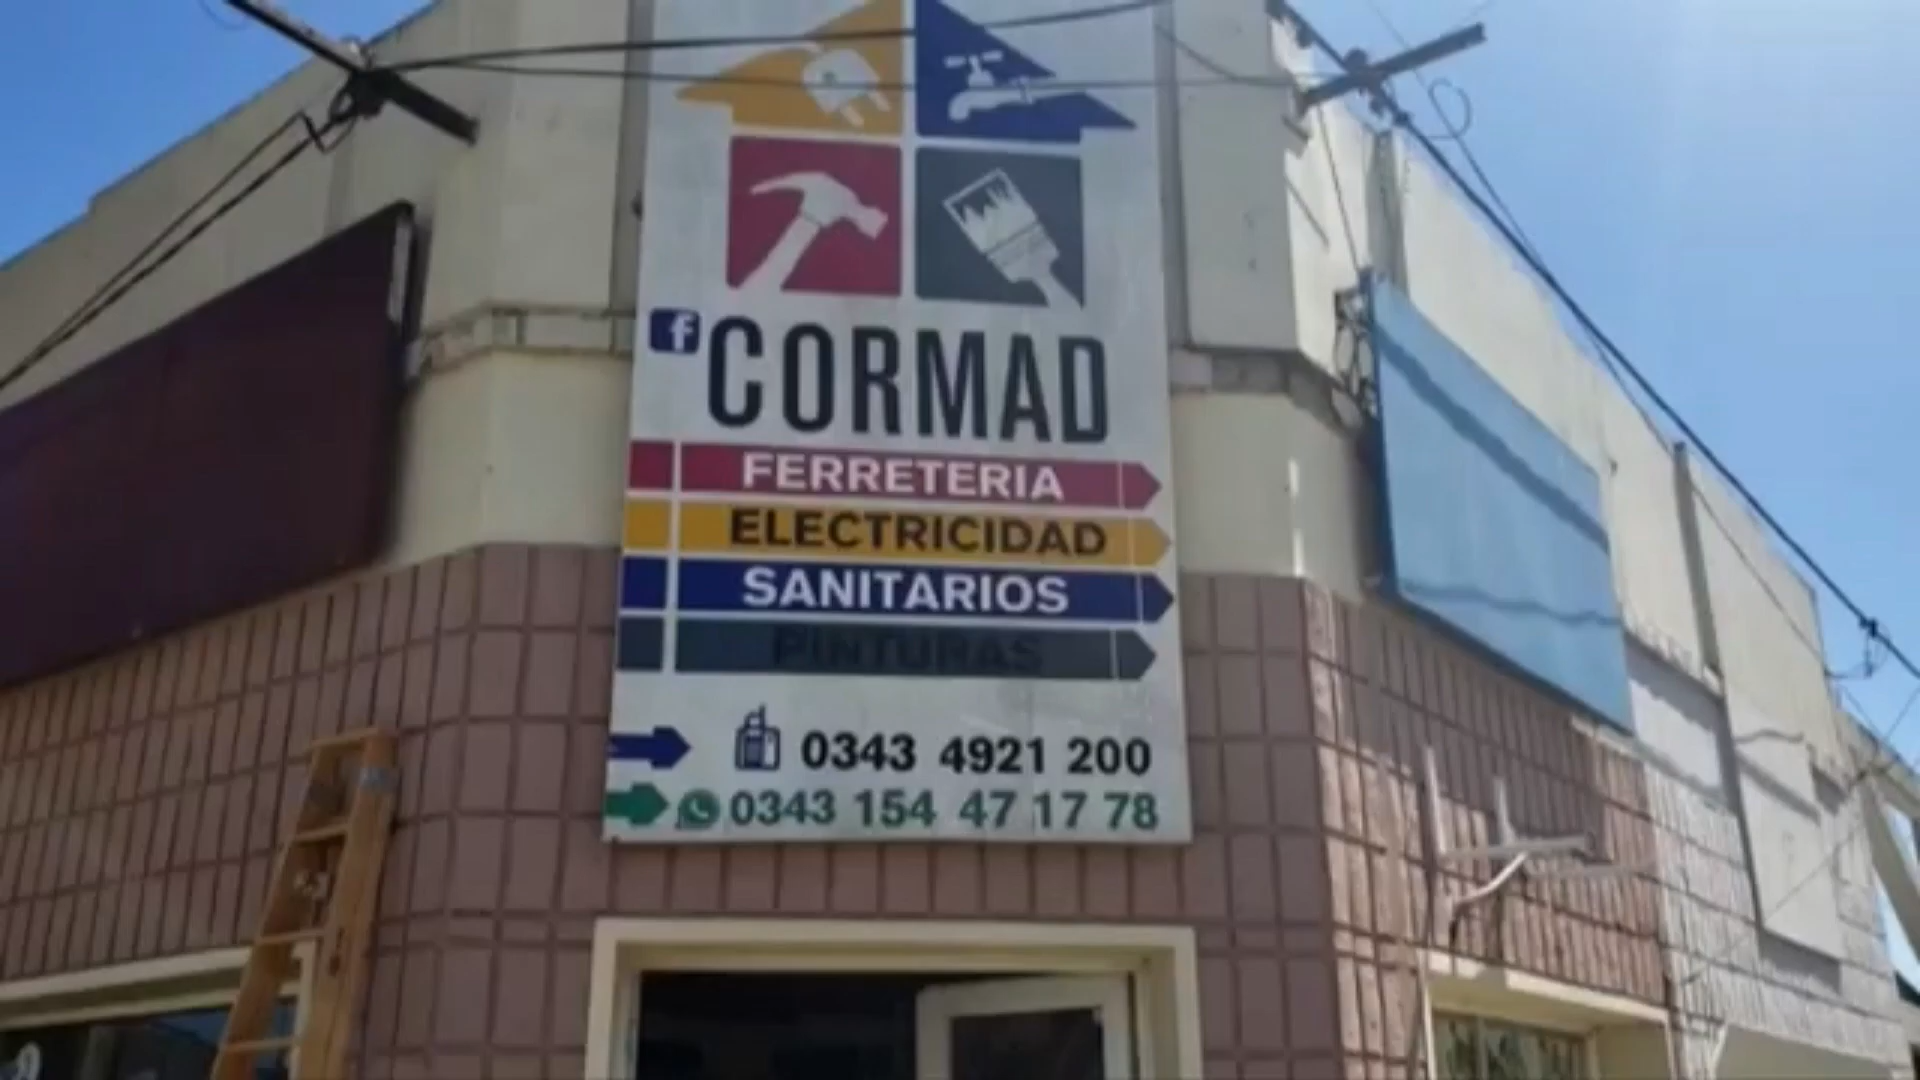 f CORMAD
FERRETERIA
ELECTRICIDAD
SANITARIOS
PINTURAS
0343 4921 200
0343 154 47 17 78